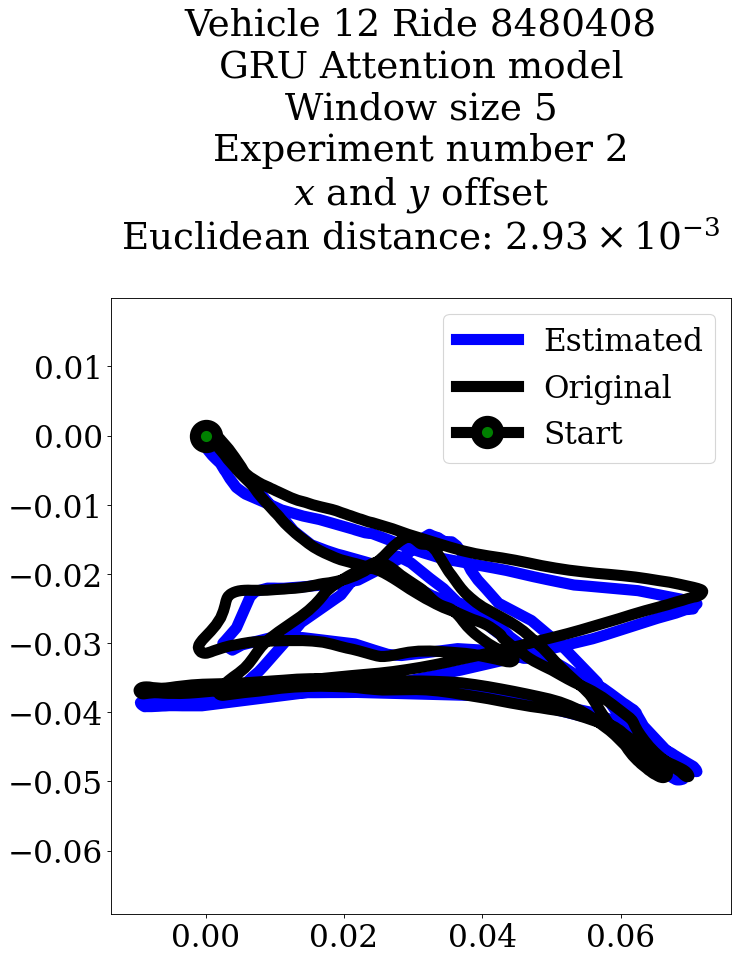 Vehicle 12 Ride 8480408
GRU Attention model
Window size 5
Experiment number 2
x and y offset
Euclidean distance: 2.93 × 10⁻³
Estimated
Original
Start
0.01
0.00
−0.01
−0.02
−0.03
−0.04
−0.05
−0.06
0.00 0.02 0.04 0.06